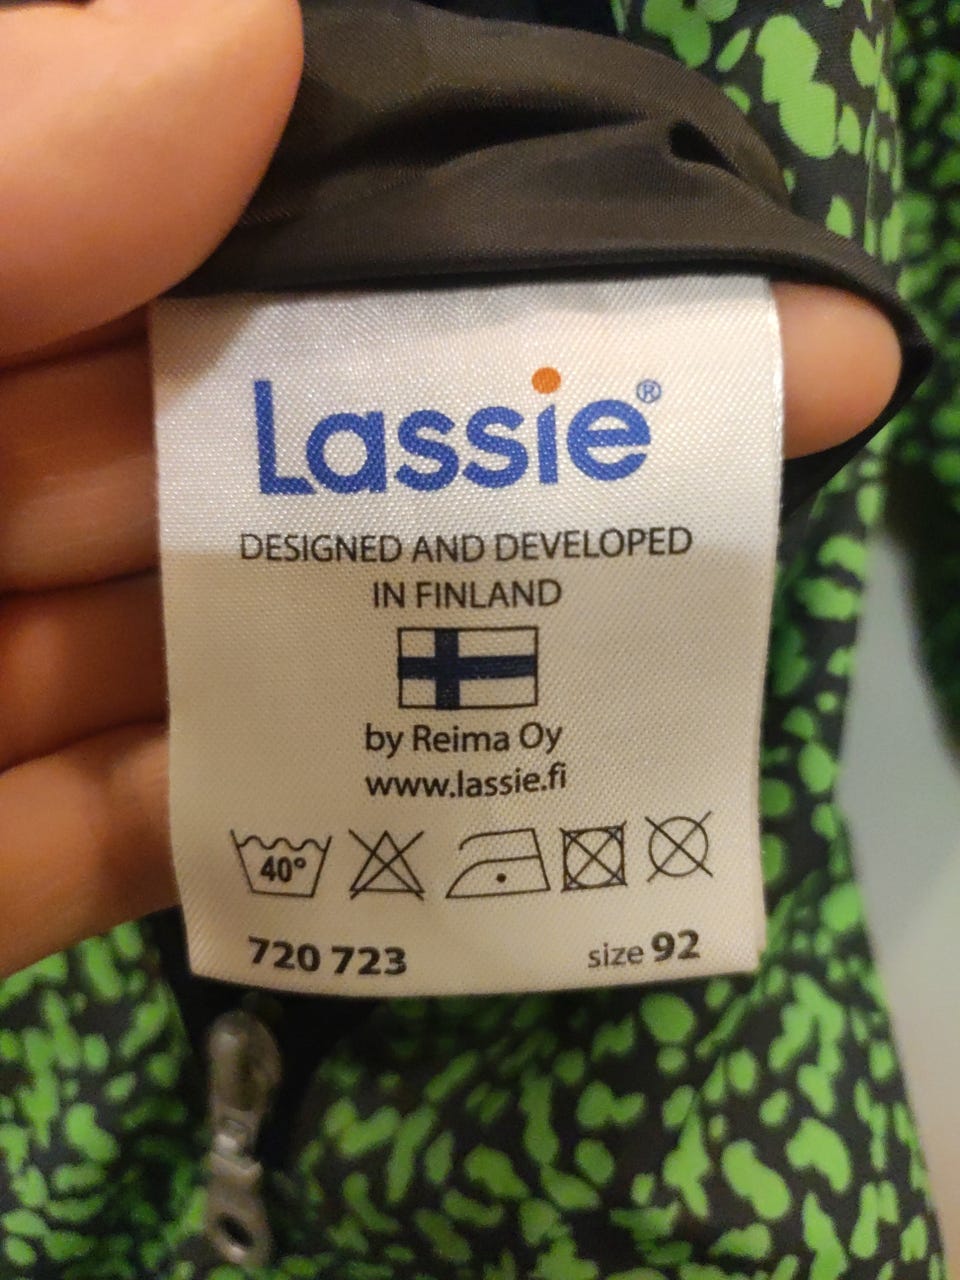 Lassie®
DESIGNED AND DEVELOPED
IN FINLAND
by Reima Oy
www.lassie.fi
40°
720 723 size 92